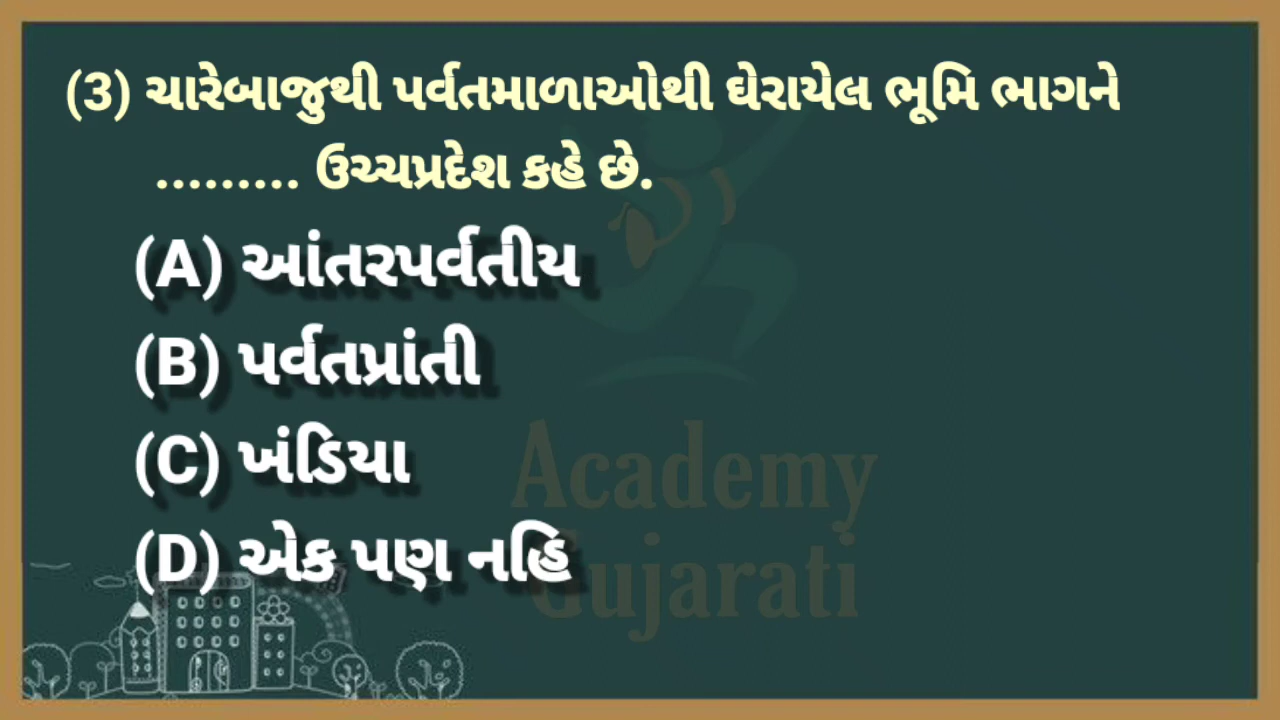 (3) ચારેબાજુથી પર્વતમાળાઓથી ઘેરાયેલ ભૂમિ ભાગને
......... ઉચ્ચપ્રદેશ કહે છે.
(A) આંતરપર્વતીય
(B) પર્વતપ્રાંતી
(C) ખંડિયા
(D) એક પણ નહિ
Academy
Gujarati